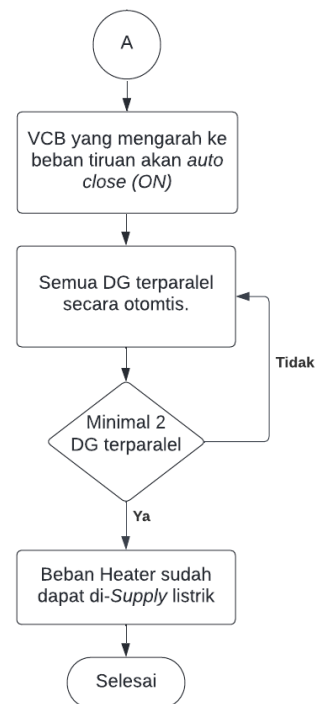 A
VCB yang mengarah ke
beban tiruan akan auto
close (ON)
Semua DG terparalel
secara otomtis.
Tidak
Minimal 2
DG terparalel
Ya
Beban Heater sudah
dapat di-Supply listrik
Selesai